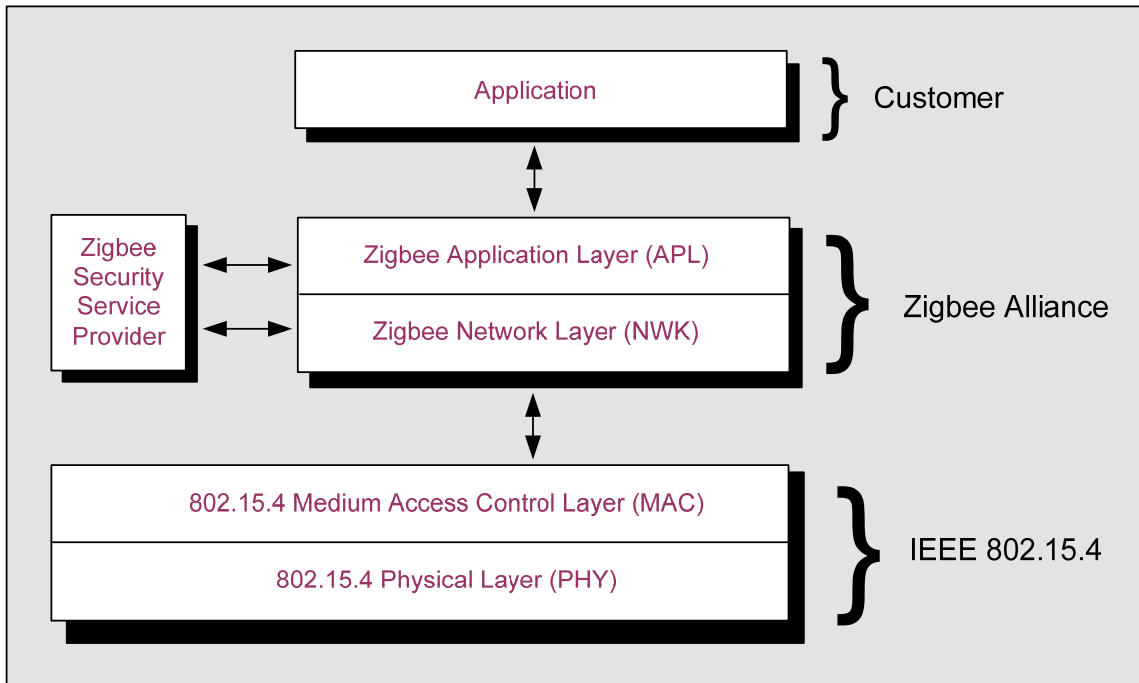 Application
Customer
Zigbee
Security
Service
Provider
Zigbee Application Layer (APL)
Zigbee Network Layer (NWK)
Zigbee Alliance
802.15.4 Medium Access Control Layer (MAC)
802.15.4 Physical Layer (PHY)
IEEE 802.15.4